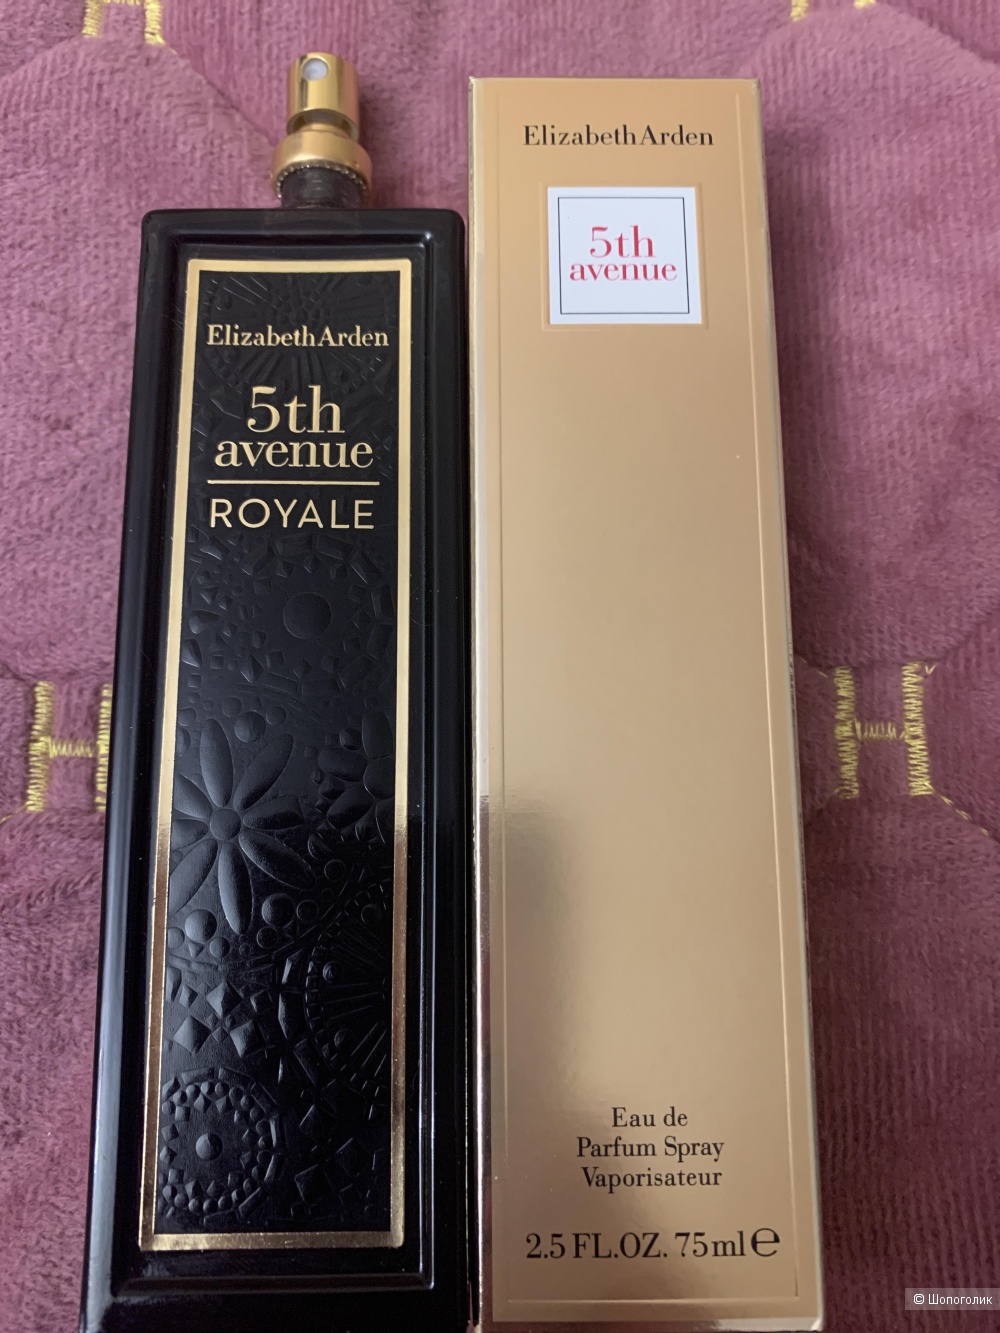 ElizabethArden
5th
avenue
ROYALE
ElizabethArden
5th
avenue
Eau de
Parfum Spray
Vaporisateur
2.5 FL.OZ. 75ml℮
© Шопоголик